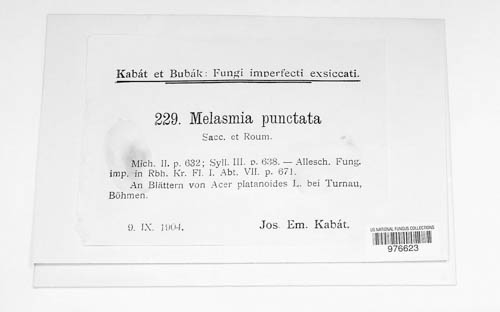 Kabát et Bubák: Fungi imperfecti exsiccati.
229. Melasmia punctata
Sacc. et Roum.
Mich. II. p. 632; Syll. III. p. 638. — Allesch. Fung.
imp. in Rbh. Kr. Fl. I. Abt. VII. p. 671.
An Blättern von Acer platanoides L. bei Turnau,
Böhmen.
9. IX. 1904.
Jos. Em. Kabát.
US NATIONAL FUNGUS COLLECTIONS
976623